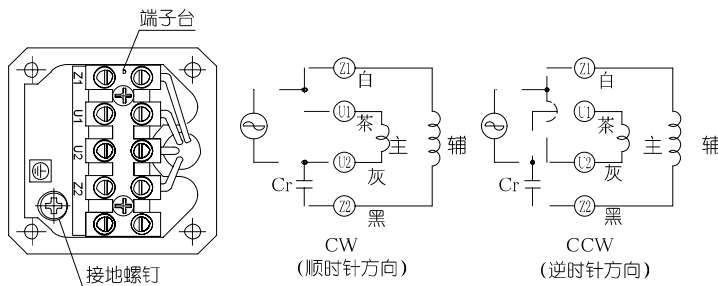 端子台
Z1
U1
U2
Z2
接地螺钉
Z1
白
U1
茶
主
辅
U2
灰
Cr
Z2
黑
CW
(顺时针方向)
Z1
白
U1
茶
主
辅
U2
灰
Cr
Z2
黑
CCW
(逆时针方向)